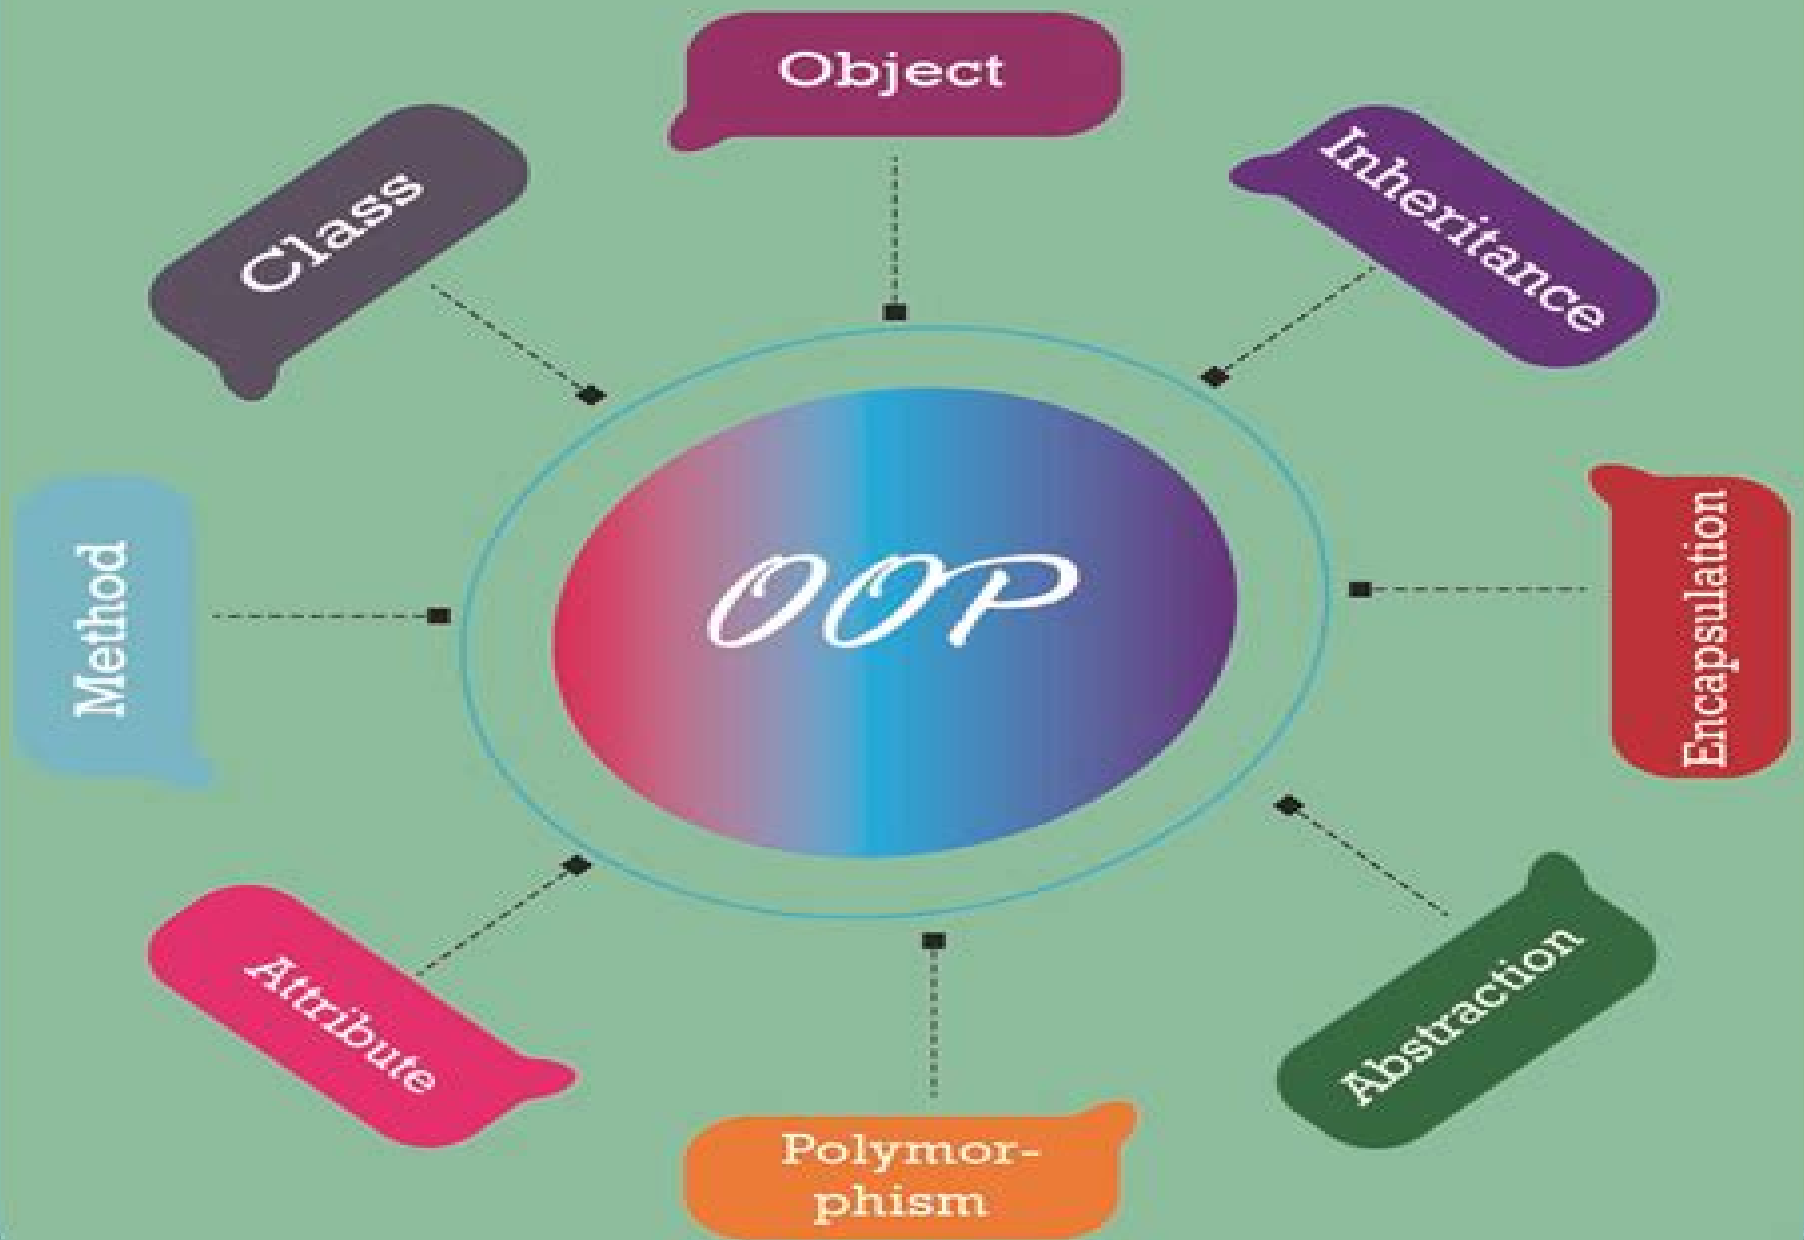 Object
Class
Inheritance
OOP
Method
Encapsulation
Attribute
Abstraction
Polymor-
phism